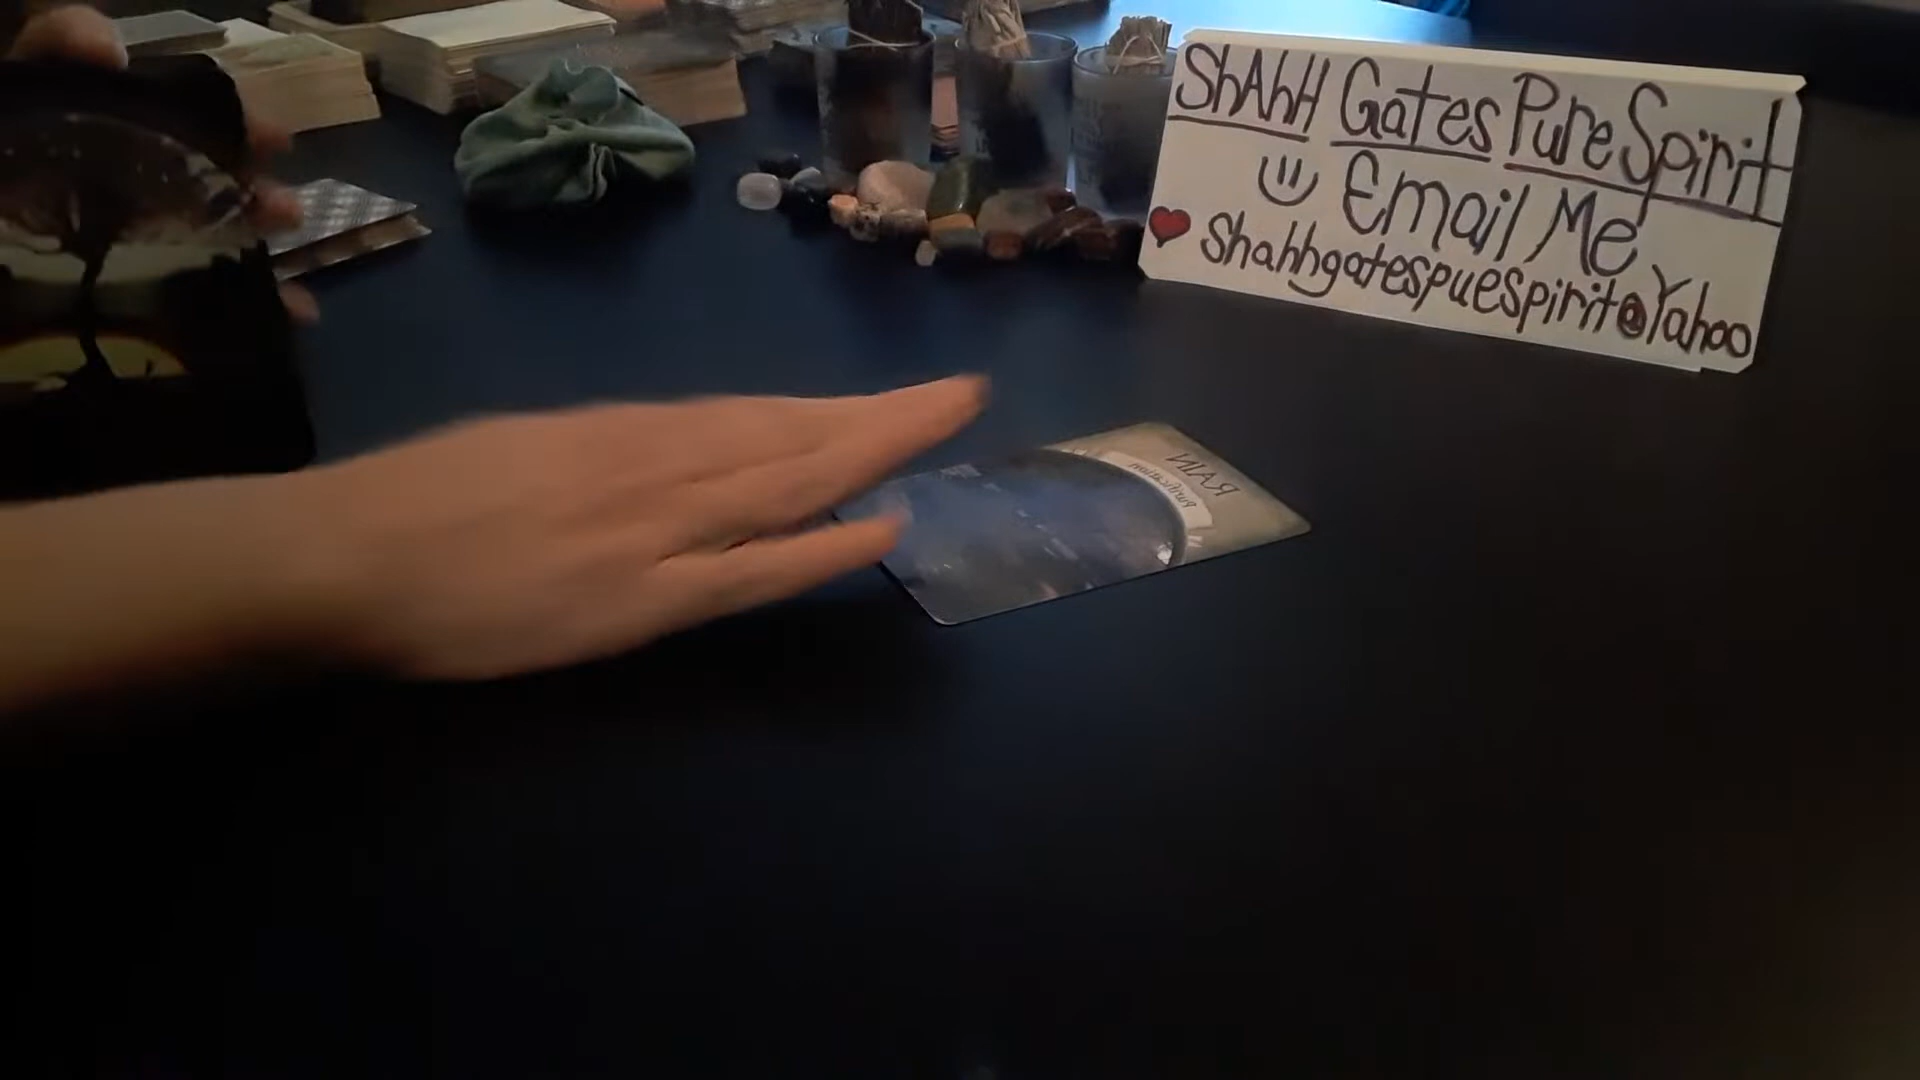 ShAhH Gates Pure Spirit
Email Me
Shahhgatespuespirit@Yahoo
RAIN
purification